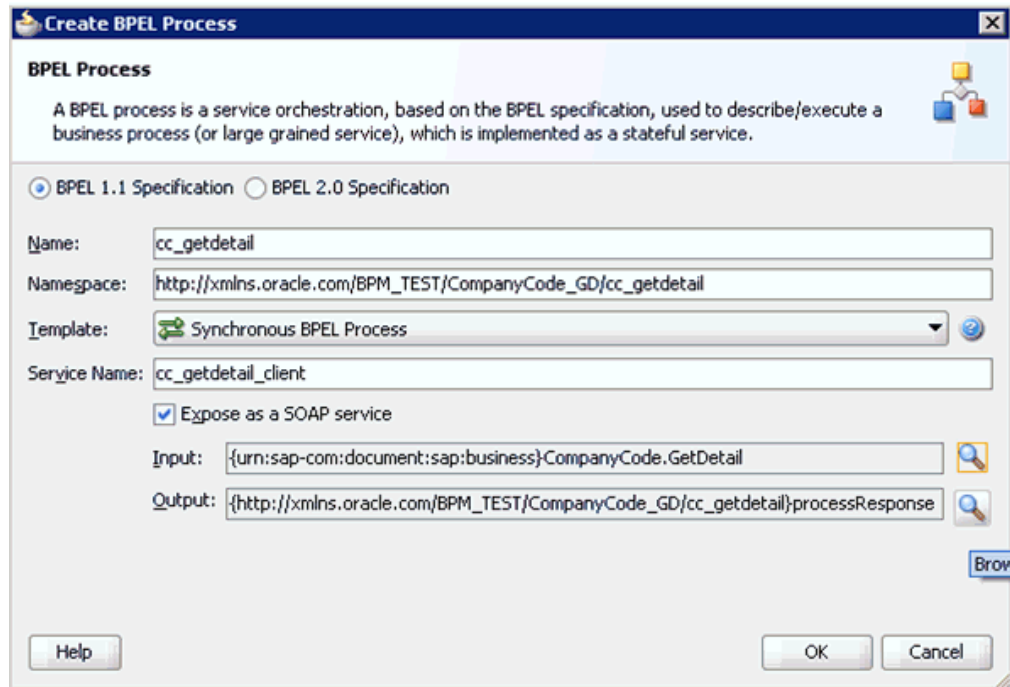 Create BPEL Process
BPEL Process
A BPEL process is a service orchestration, based on the BPEL specification, used to describe/execute a
business process (or large grained service), which is implemented as a stateful service.
BPEL 1.1 Specification BPEL 2.0 Specification
Name: cc_getdetail
Namespace: http://xmlns.oracle.com/BPM_TEST/CompanyCode_GD/cc_getdetail
Template: Synchronous BPEL Process
Service Name: cc_getdetail_client
Expose as a SOAP service
Input: {urn:sap-com:document:sap:business}CompanyCode.GetDetail
Output: {http://xmlns.oracle.com/BPM_TEST/CompanyCode_GD/cc_getdetail}processResponse
Brow
Help OK Cancel